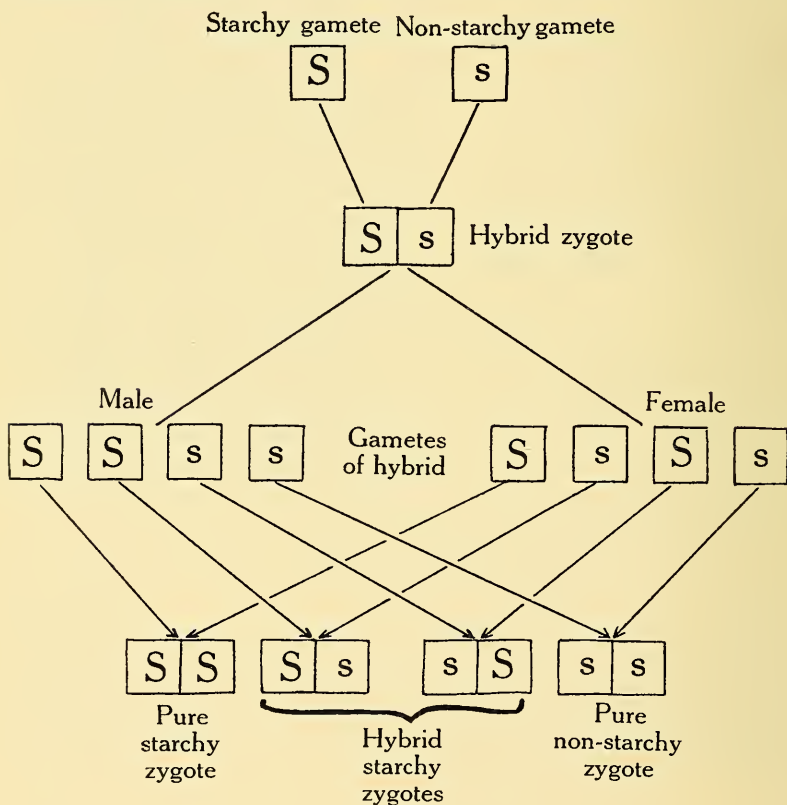 Starchy gamete Non-starchy gamete
S s
S s Hybrid zygote
Male Female
S S s s Gametes of hybrid S s S s
S S S s s S s s
Pure starchy zygote
Hybrid starchy zygotes
Pure non-starchy zygote